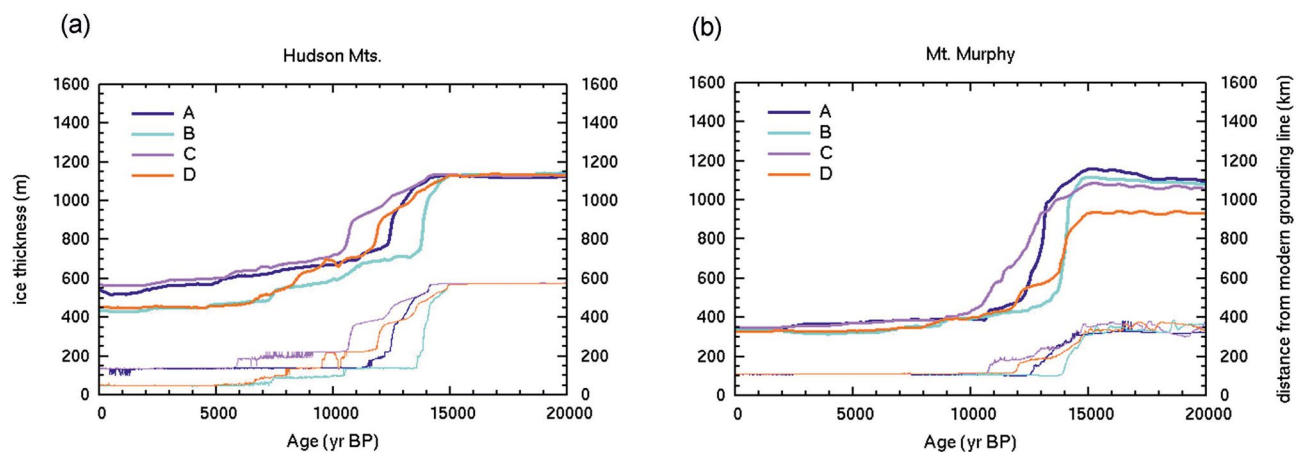 (a)
Hudson Mts.
1600 1600
1400 1400
1200 1200
1000 1000
800 800
600 600
400 400
200 200
0 0
A
B
C
D
ice thickness (m)
0 5000 10000 15000 20000
Age (yr BP)
(b)
Mt. Murphy
1600 1600
1400 1400
1200 1200
1000 1000
800 800
600 600
400 400
200 200
0 0
A
B
C
D
distance from modern grounding line (km)
0 5000 10000 15000 20000
Age (yr BP)